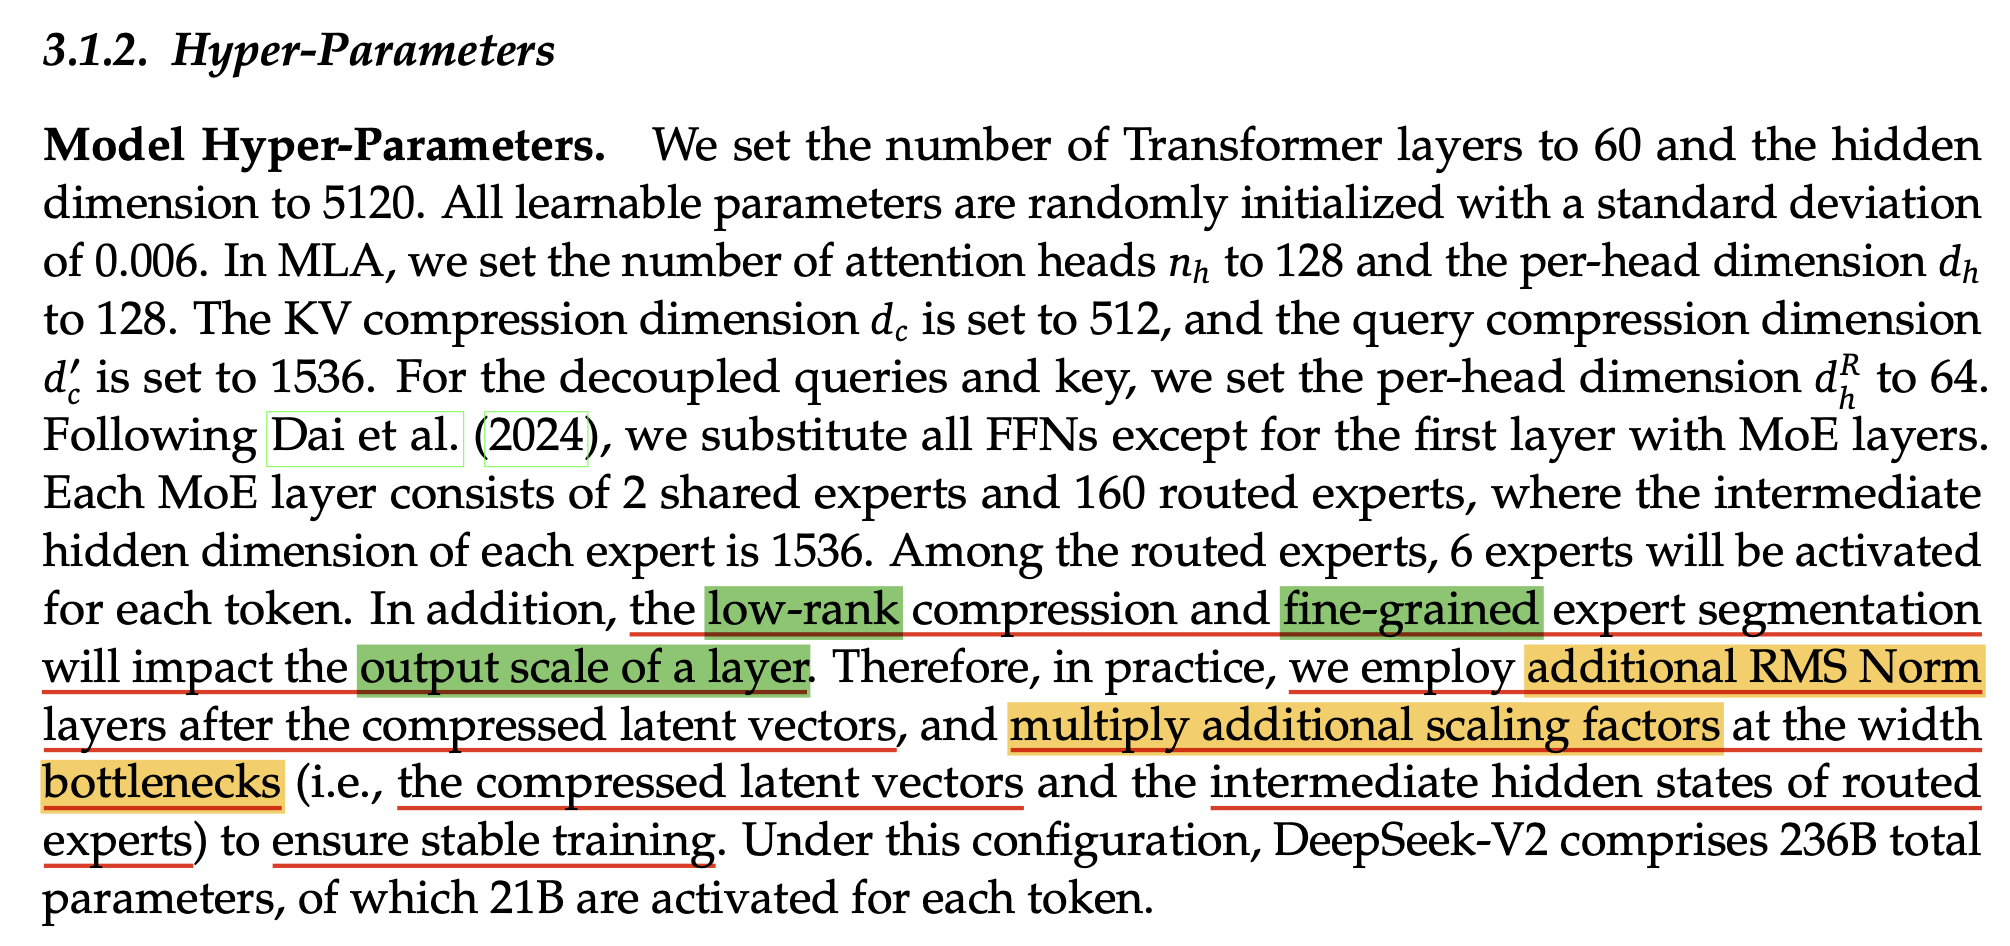 3.1.2. Hyper-Parameters
Model Hyper-Parameters. We set the number of Transformer layers to 60 and the hidden
dimension to 5120. All learnable parameters are randomly initialized with a standard deviation
of 0.006. In MLA, we set the number of attention heads n_h to 128 and the per-head dimension d_h
to 128. The KV compression dimension d_c is set to 512, and the query compression dimension
d'_c is set to 1536. For the decoupled queries and key, we set the per-head dimension d_h^R to 64.
Following Dai et al. (2024), we substitute all FFNs except for the first layer with MoE layers.
Each MoE layer consists of 2 shared experts and 160 routed experts, where the intermediate
hidden dimension of each expert is 1536. Among the routed experts, 6 experts will be activated
for each token. In addition, the low-rank compression and fine-grained expert segmentation
will impact the output scale of a layer. Therefore, in practice, we employ additional RMS Norm
layers after the compressed latent vectors, and multiply additional scaling factors at the width
bottlenecks (i.e., the compressed latent vectors and the intermediate hidden states of routed
experts) to ensure stable training. Under this configuration, DeepSeek-V2 comprises 236B total
parameters, of which 21B are activated for each token.